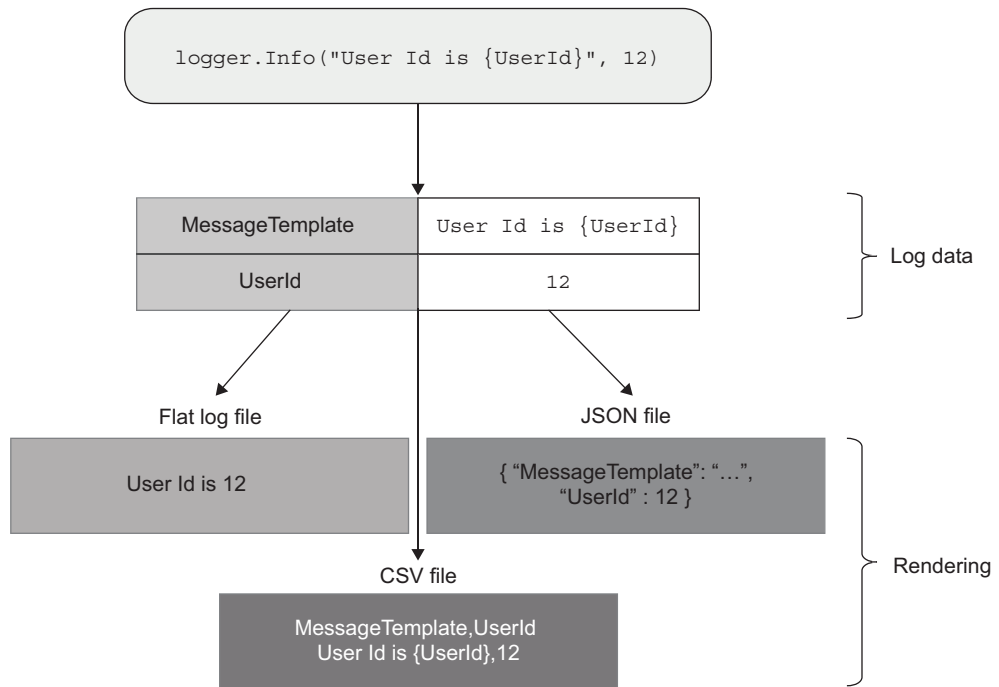 logger.Info("User Id is {UserId}", 12)
MessageTemplate
User Id is {UserId}
UserId
12
Log data
Flat log file
JSON file
User Id is 12
{ “MessageTemplate”: “…”,
“UserId” : 12 }
CSV file
Rendering
MessageTemplate,UserId
User Id is {UserId},12